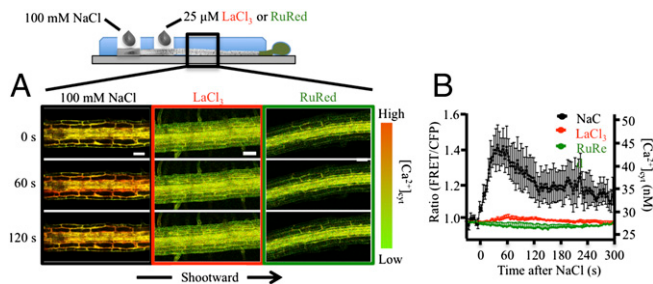 25 μM LaCl3 or
100 mM NaCl RuRed
A
100 mM NaCl LaCl3 RuRed
0 s
60 s
120 s
High
[Ca2+]cyt
Low
Shootward
B
NaC
LaCl3
RuRe
Ratio (FRET/CFP)
1.6
1.4
1.2
1.0
50
45
40
35
30
25
[Ca2+]cyt (nM)
0 60 120 180 240 300
Time after NaCl (s)